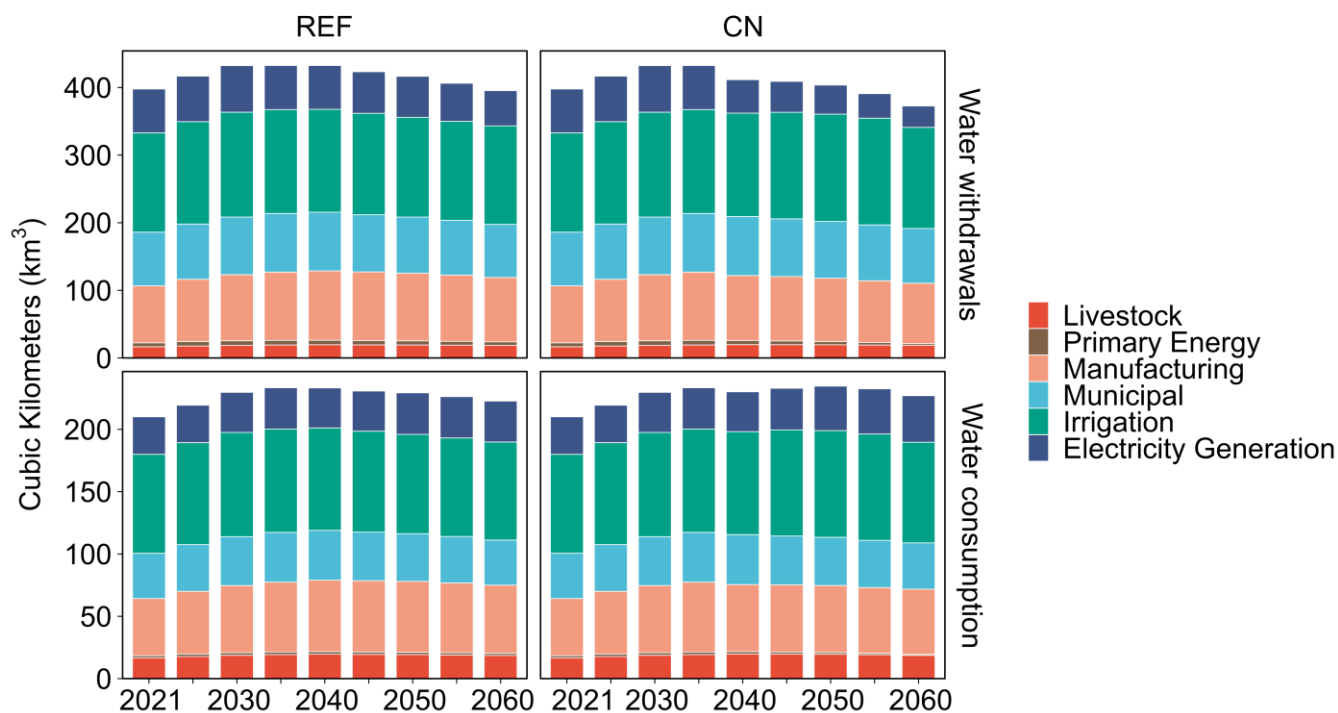 REF
CN
Cubic Kilometers (km³)
400
300
200
100
0
Water withdrawals
200
150
100
50
0
Water consumption
2021 2030 2040 2050 2060
2021 2030 2040 2050 2060
Livestock
Primary Energy
Manufacturing
Municipal
Irrigation
Electricity Generation